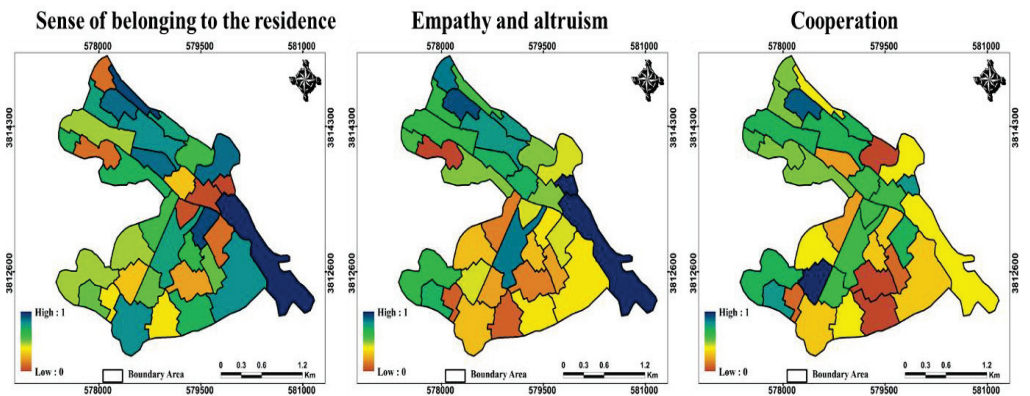 Sense of belonging to the residence
578000 579500 581000
3814300 3814300
3812600 3812600
High : 1
Low : 0
Boundary Area
0 0.3 0.6 1.2
Km
578000 579500 581000
Empathy and altruism
578000 579500 581000
3814300
3812600
High : 1
Low : 0
Boundary Area
0 0.3 0.6 1.2
Km
578000 579500 581000
Cooperation
578000 579500 581000
3814300
3812600
High : 1
Low : 0
Boundary Area
0 0.3 0.6 1.2
Km
578000 579500 581000